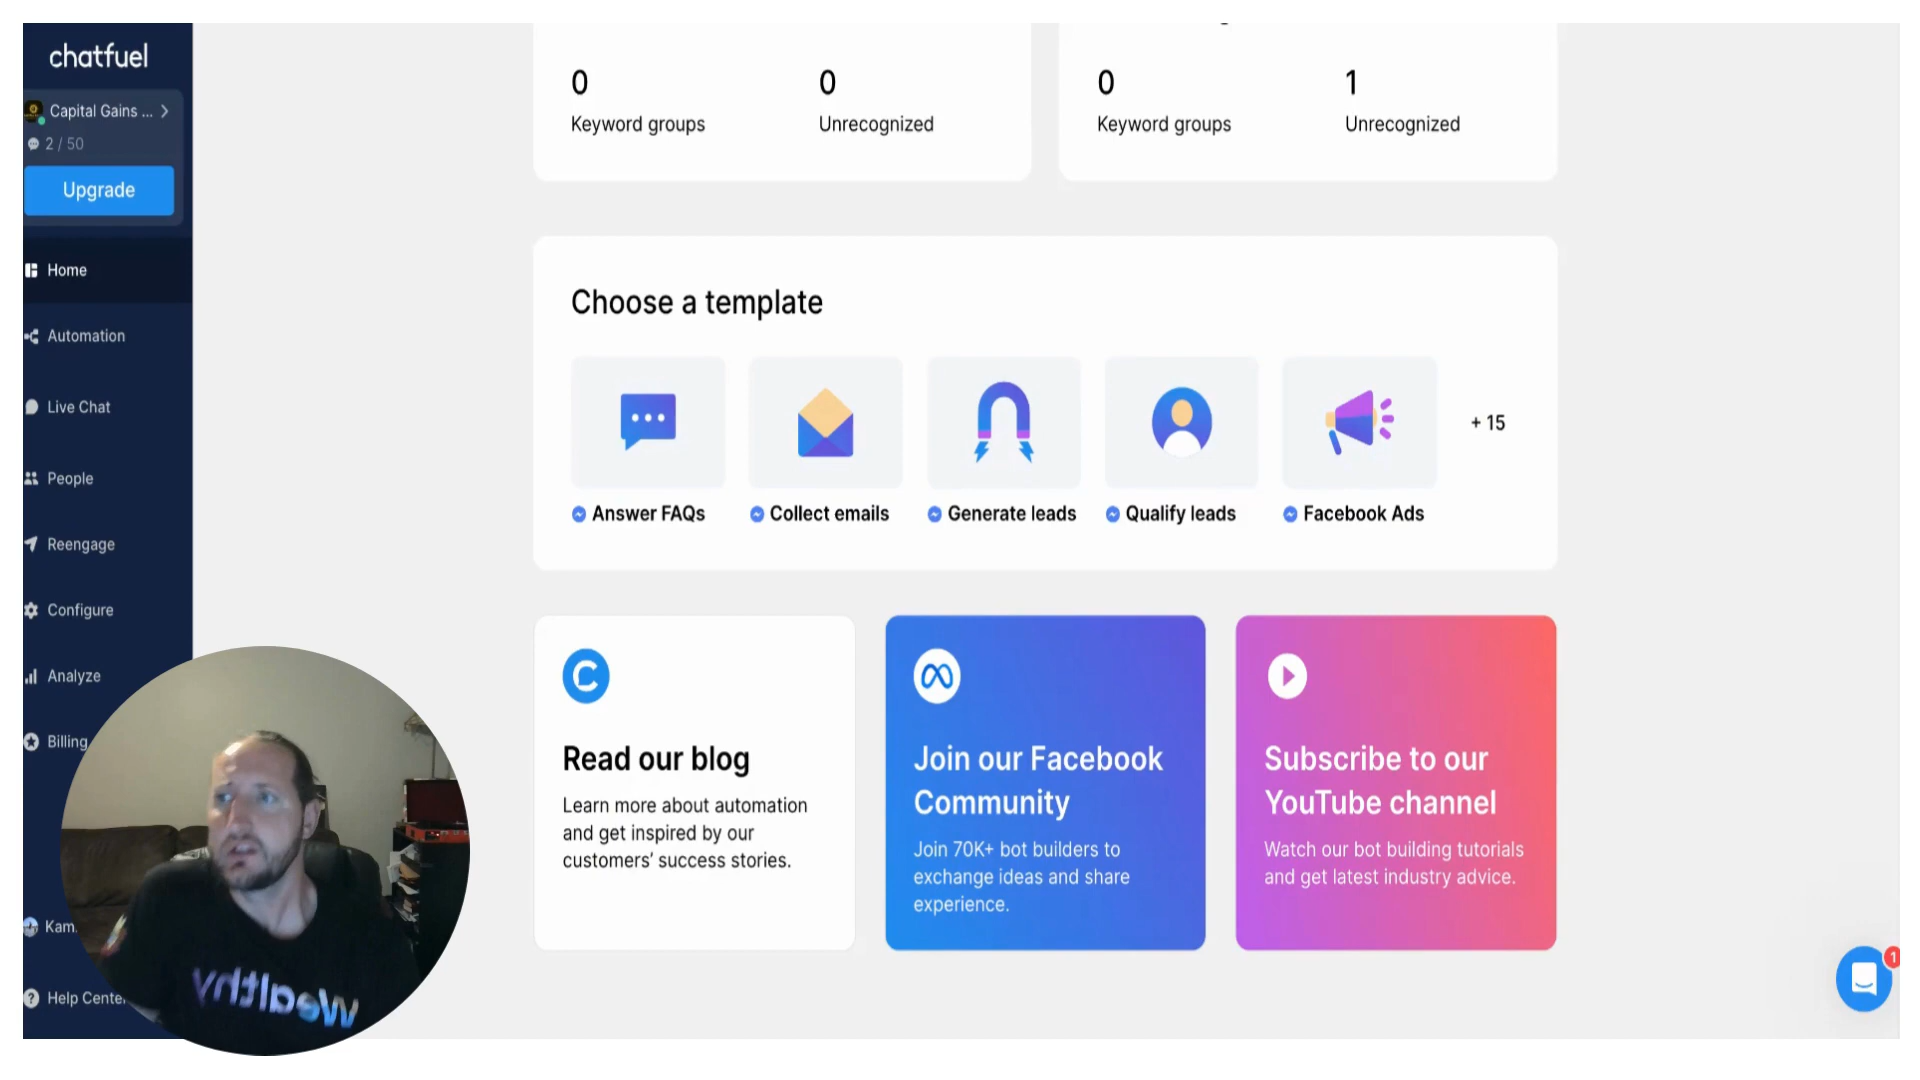 chatfuel
Capital Gains ...
2 / 50
Upgrade
Home
Automation
Live Chat
People
Reengage
Configure
Analyze
Billing
Kam
Help Center
0
Keyword groups
0
Unrecognized
0
Keyword groups
1
Unrecognized
Choose a template
+ 15
Answer FAQs
Collect emails
Generate leads
Qualify leads
Facebook Ads
Read our blog
Learn more about automation
and get inspired by our
customers’ success stories.
Join our Facebook
Community
Join 70K+ bot builders to
exchange ideas and share
experience.
Subscribe to our
YouTube channel
Watch our bot building tutorials
and get latest industry advice.
1
Wealthy